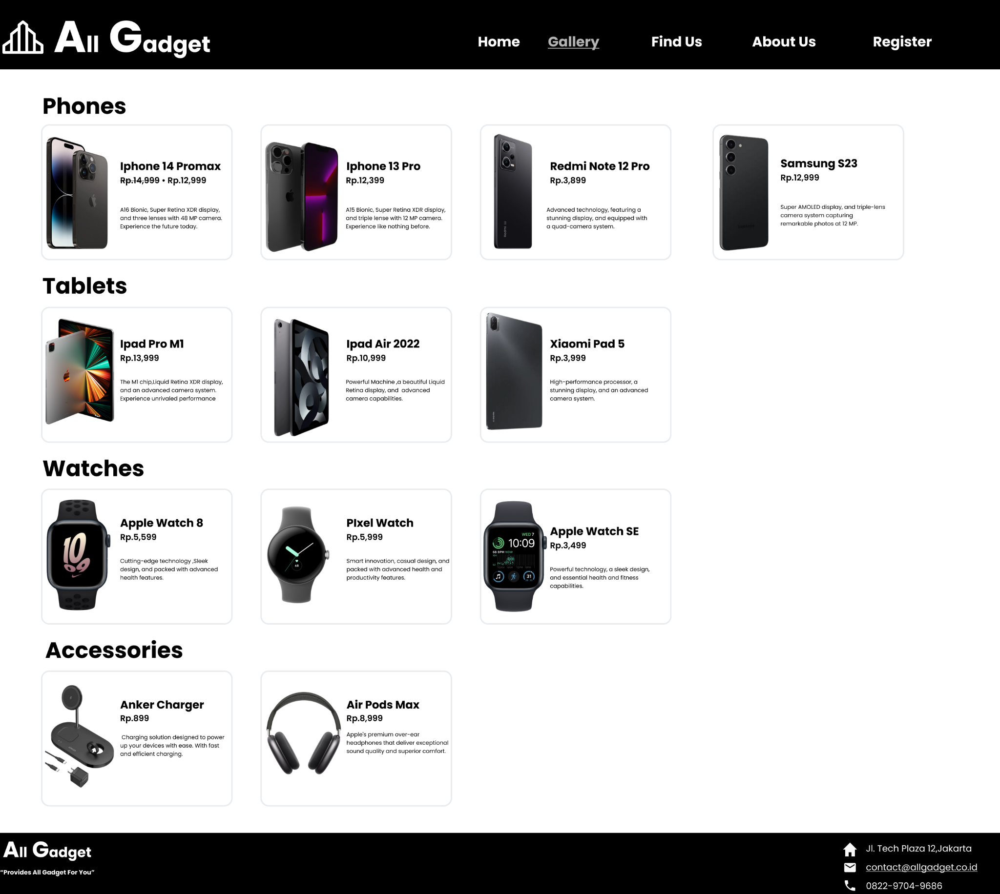 All Gadget
Home Gallery Find Us About Us Register
Phones
Iphone 14 Promax
Rp.14,999 • Rp.12,999
A16 Bionic, Super Retina XDR display,
and three lenses with 48 MP camera.
Experience the future today.
Iphone 13 Pro
Rp.12,399
A15 Bionic, Super Retina XDR display,
and triple lense with 12 MP camera.
Experience like nothing before.
Redmi
Redmi Note 12 Pro
Rp.3,899
Advanced technology, featuring a
stunning display, and equipped with
a quad-camera system.
SAMSUNG
Samsung S23
Rp.12,999
Super AMOLED display, and triple-lens
camera system capturing
remarkable photos at 12 MP.
Tablets
Ipad Pro M1
Rp.13,999
The M1 chip,Liquid Retina XDR display,
and an advanced camera system.
Experience unrivaled performance
Ipad Air 2022
Rp.10,999
Powerful Machine ,a beautiful Liquid
Retina display, and  advanced
camera capabilities.
Xiaomi Pad 5
Rp.3,999
High-performance processor, a
stunning display, and an advanced
camera system.
Watches
10
09
Apple Watch 8
Rp.5,599
Cutting-edge technology ,Sleek
design, and packed with advanced
health features.
68
PIxel Watch
Rp.5,999
Smart innovation, casual design, and
packed with advanced health and
productivity features.
WED 7
10:09
68 BPM NOW
31
Apple Watch SE
Rp.3,499
Powerful technology, a sleek design,
and essential health and fitness
capabilities.
Accessories
ANKER
Anker Charger
Rp.899
Charging solution designed to power
up your devices with ease. With fast
and efficient charging.
Air Pods Max
Rp.8,999
Apple's premium over-ear
headphones that deliver exceptional
sound quality and superior comfort.
All Gadget
“Provides All Gadget For You”
Jl. Tech Plaza 12,Jakarta
contact@allgadget.co.id
0822-9704-9686